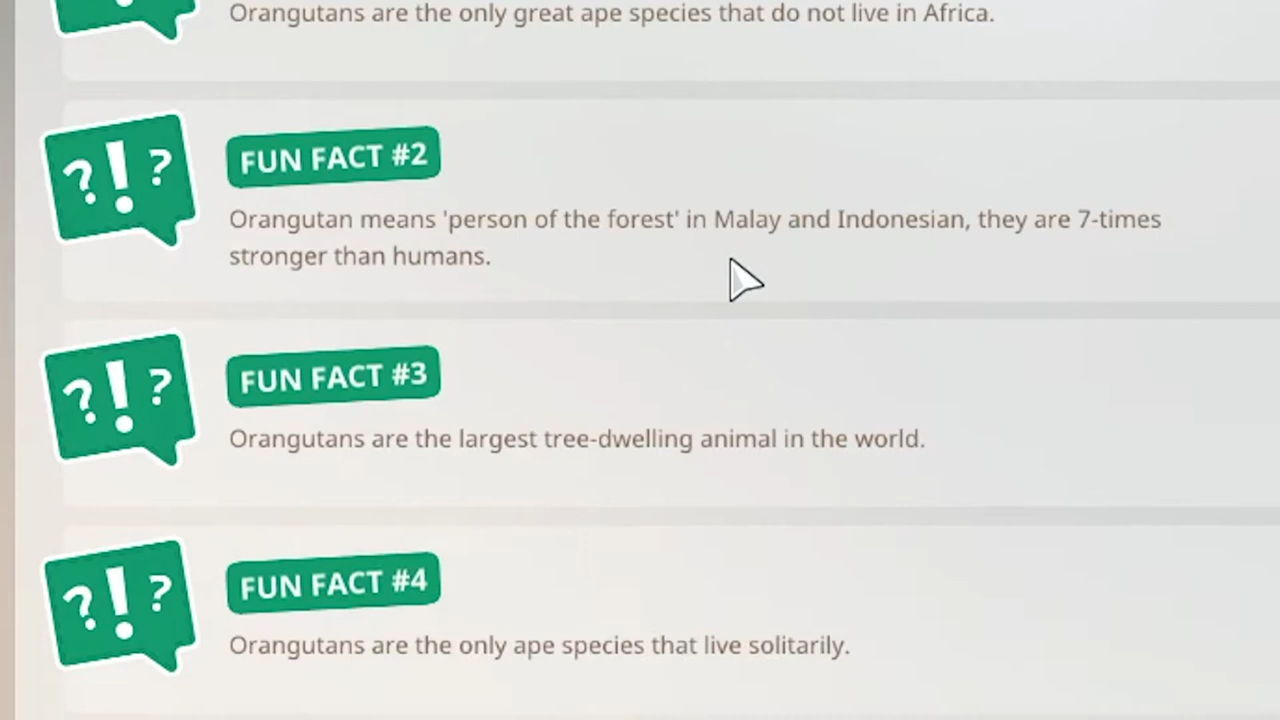 Orangutans are the only great ape species that do not live in Africa.
?!?
FUN FACT #2
Orangutan means 'person of the forest' in Malay and Indonesian, they are 7-times
stronger than humans.
?!?
FUN FACT #3
Orangutans are the largest tree-dwelling animal in the world.
?!?
FUN FACT #4
Orangutans are the only ape species that live solitarily.